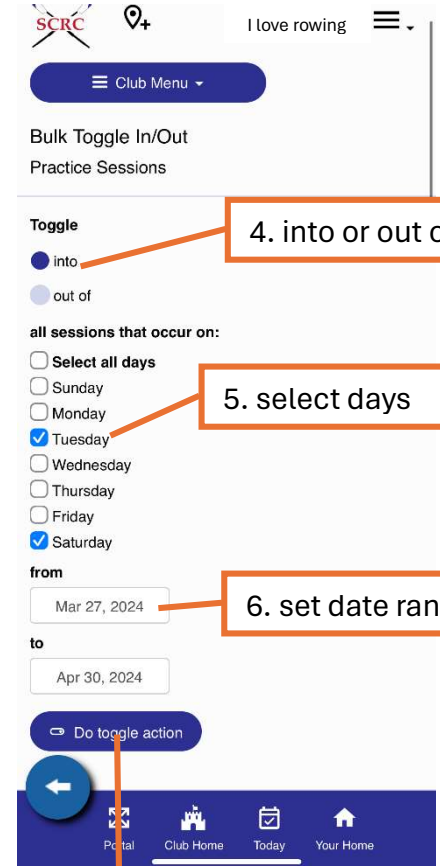 SCRC
I love rowing
Club Menu
Bulk Toggle In/Out
Practice Sessions
Toggle
4. into or out o
into
out of
all sessions that occur on:
Select all days
Sunday
Monday
5. select days
Tuesday
Wednesday
Thursday
Friday
Saturday
from
Mar 27, 2024
6. set date ran
to
Apr 30, 2024
Do toggle action
Portal Club Home Today Your Home